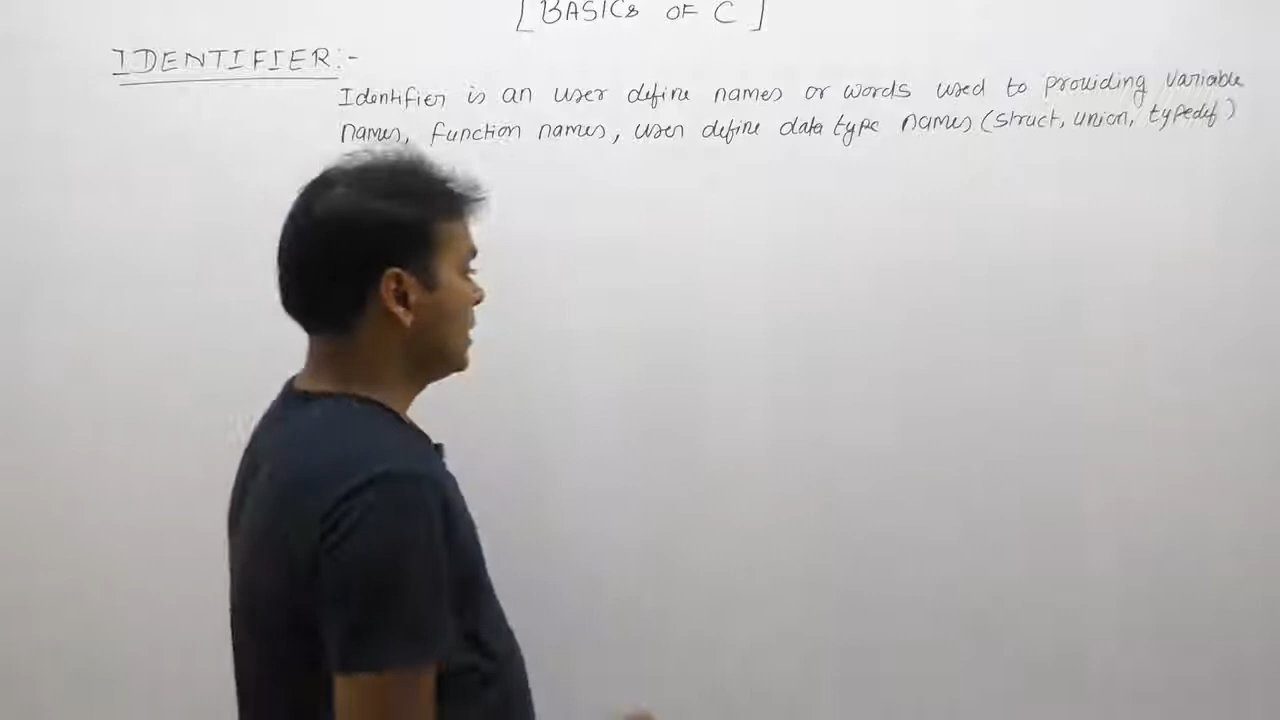 [BASICS OF C]
IDENTIFIER:-
Identifier is an user define names or words used to providing variable
names, function names, user define data type names (struct, union, typedef)